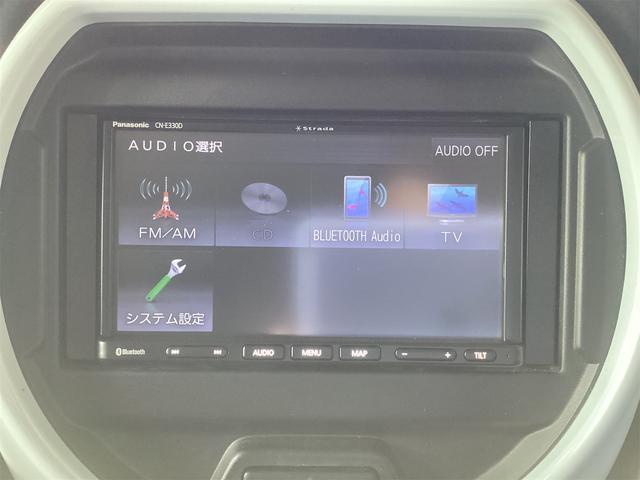 Panasonic CN-E330D
Strada
AUDIO選択
AUDIO OFF
FM/AM
CD
BLUETOOTH Audio
TV
システム設定
Bluetooth
AUDIO
MENU
MAP
− +
TILT